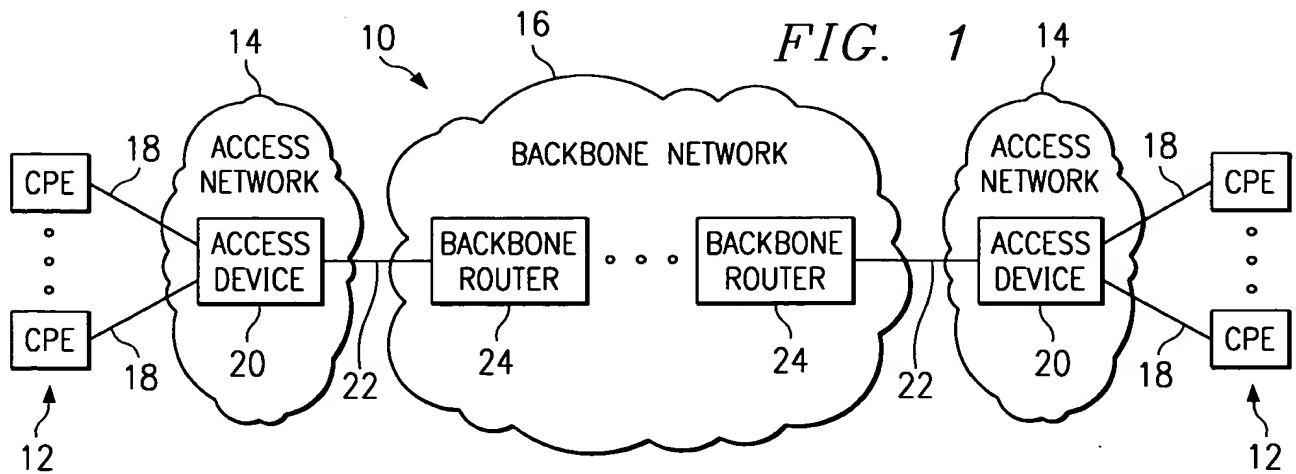 FIG. 1
14
10
16
14
18
ACCESS
NETWORK
BACKBONE NETWORK
ACCESS
NETWORK
18
CPE
CPE
ACCESS
DEVICE
BACKBONE
ROUTER
BACKBONE
ROUTER
ACCESS
DEVICE
CPE
CPE
18
20
22
24
24
22
20
18
12
12